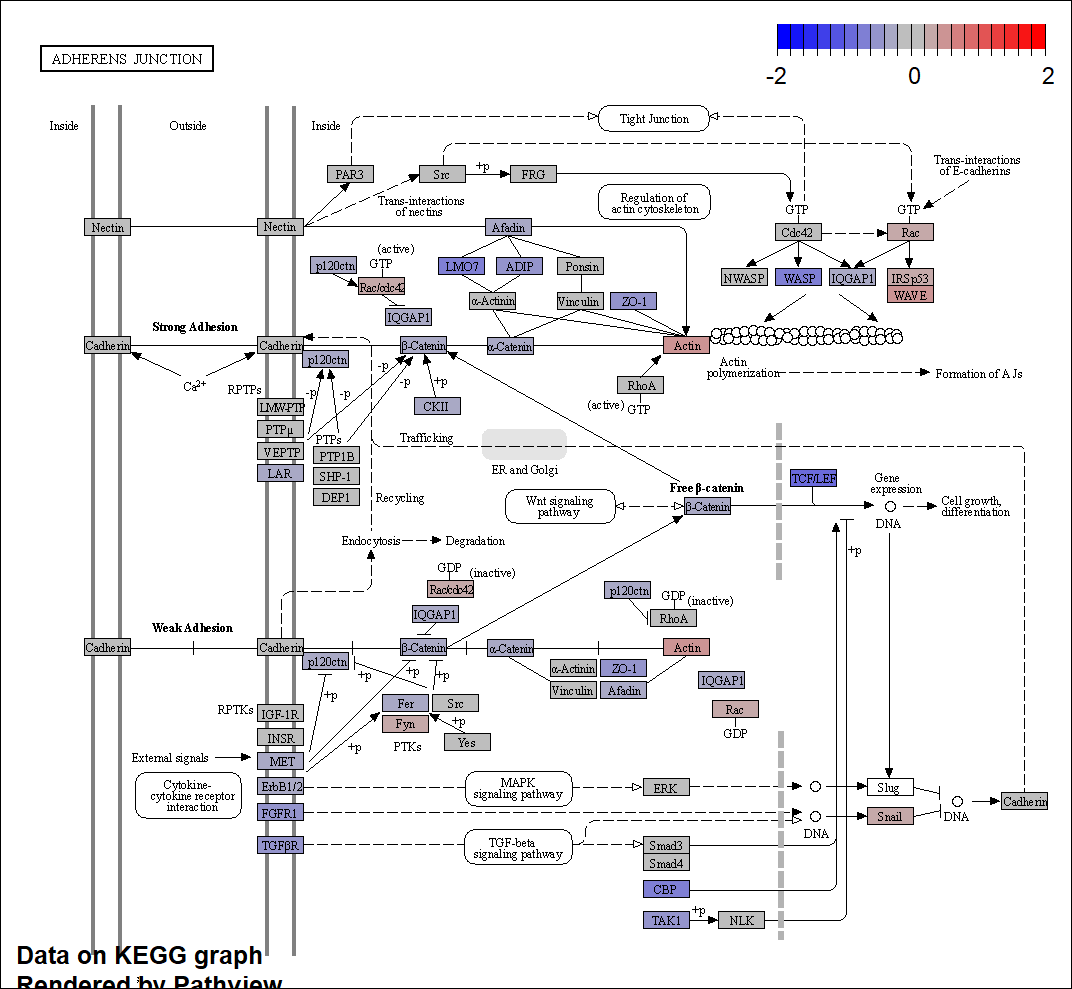 -2
0
2
ADHERENS JUNCTION
Inside
Outside
Inside
Tight Junction
PAR3
Src
+p
FRG
Trans-interactions
of E-cadherins
Trans-interactions
of nectins
Regulation of
actin cytoskeleton
GTP
GTP
Nectin
Nectin
Afadin
Cdc42
Rac
(active)
GTP
p120ctn
Rac/cdc42
IQGAP1
LMO7
ADIP
Ponsin
α-Actinin
Vinculin
ZO-1
NWASP
WASP
IQGAP1
IRSp53
WAVE
Strong Adhesion
Cadherin
Cadherin
p120ctn
β-Catenin
α-Catenin
Actin
Actin
polymerization
Formation of AJs
Ca2+
RPTPs
-p
-p
-p
-p
+p
CKII
RhoA
(active)
GTP
LMW-PTP
PTPμ
VEPTP
LAR
PTPs
PTP1B
SHP-1
DEP1
Trafficking
ER and Golgi
Recycling
Wnt signaling
pathway
Free β-catenin
β-Catenin
TCF/LEF
Gene
expression
DNA
Cell growth,
differentiation
+p
Endocytosis
Degradation
GDP
(inactive)
Rac/cdc42
IQGAP1
p120ctn
GDP
(inactive)
RhoA
Weak Adhesion
Cadherin
Cadherin
p120ctn
β-Catenin
α-Catenin
Actin
+p
+p
+p
+p
α-Actinin
ZO-1
Vinculin
Afadin
IQGAP1
Rac
GDP
RPTKs
IGF-1R
INSR
MET
ErbB1/2
FGFR1
TGFβR
Fer
Src
Fyn
+p
PTKs
Yes
+p
External signals
Cytokine-
cytokine receptor
interaction
MAPK
signaling pathway
ERK
Slug
Snail
DNA
DNA
Cadherin
TGF-beta
signaling pathway
Smad3
Smad4
CBP
TAK1
+p
NLK
Data on KEGG graph
Rendered by Pathview